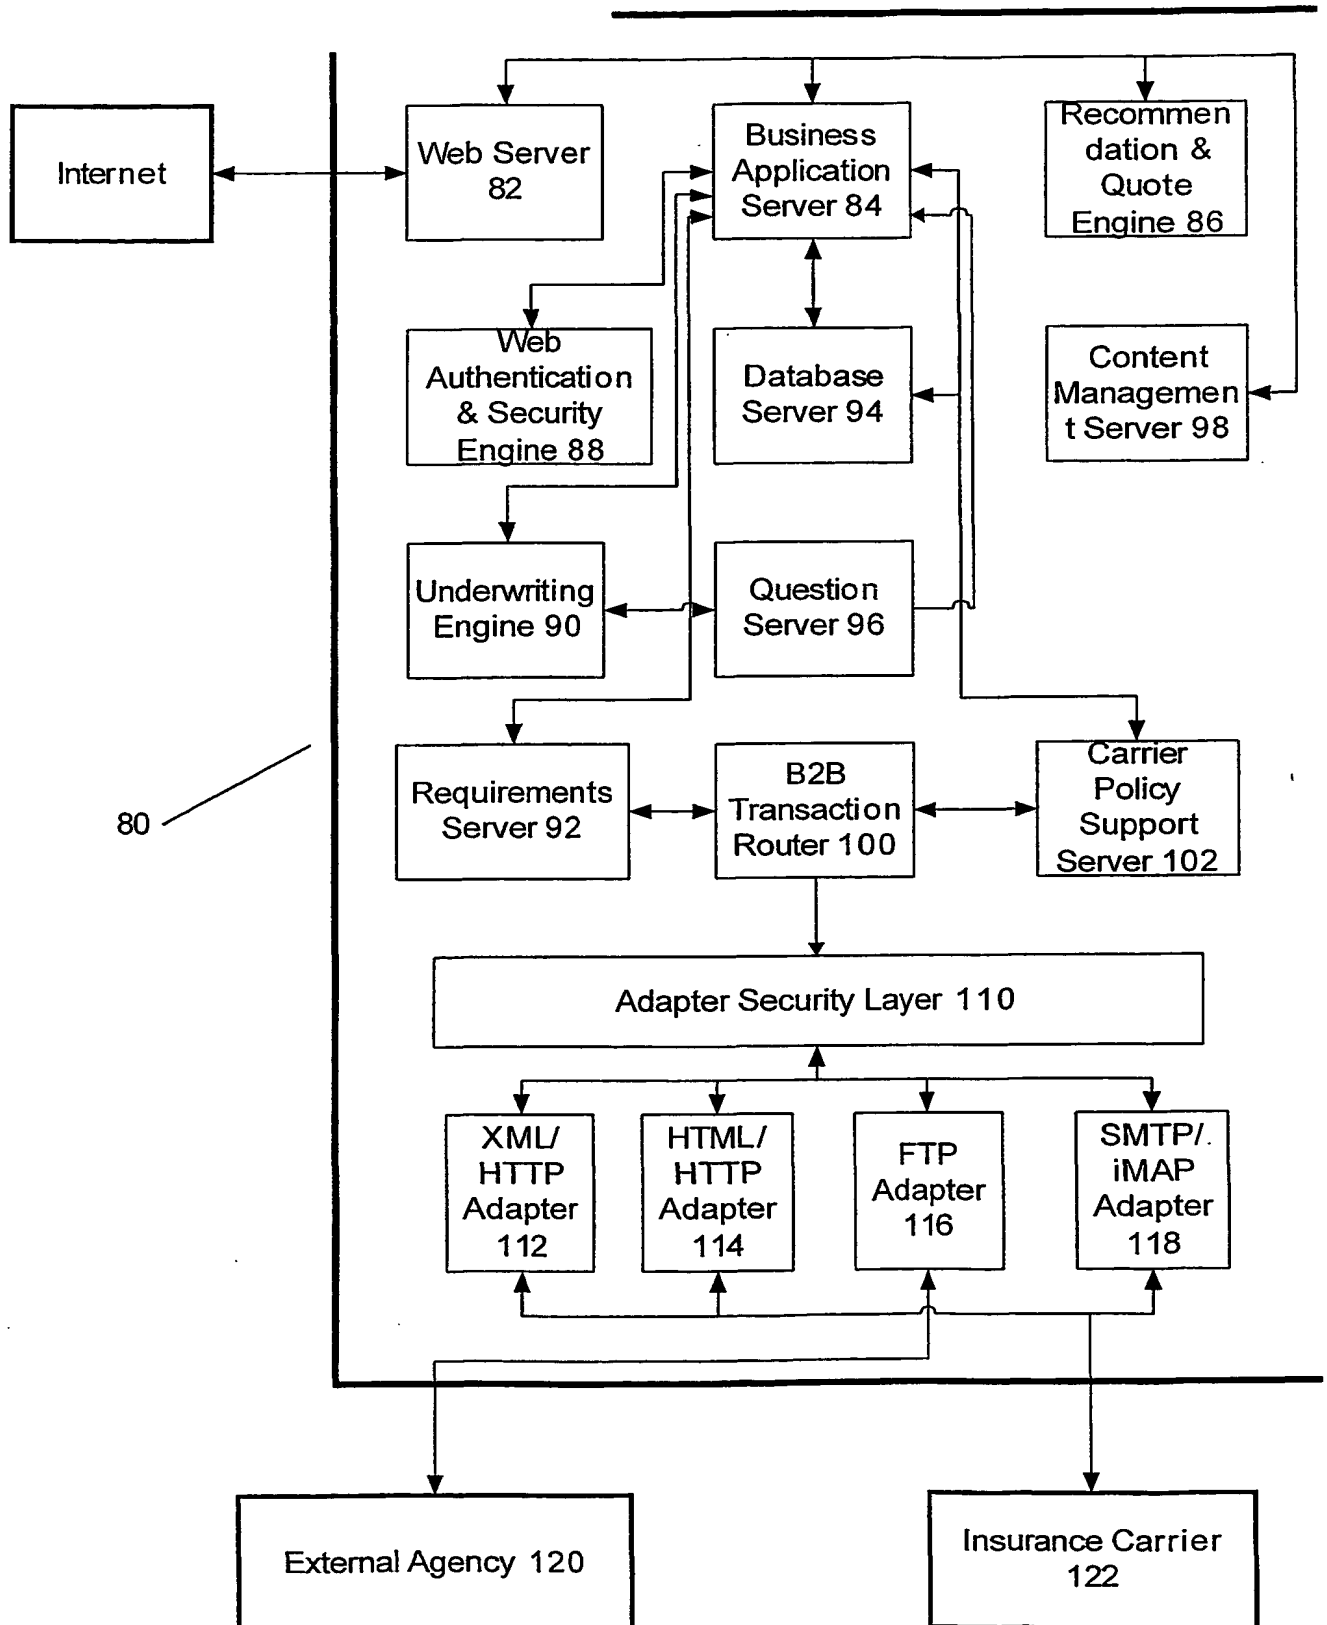 Internet
Web Server
82
Business
Application
Server 84
Recommen
dation &
Quote
Engine 86
Web
Authentication
& Security
Engine 88
Database
Server 94
Content
Managemen
t Server 98
Underwriting
Engine 90
Question
Server 96
80
Requirements
Server 92
B2B
Transaction
Router 100
Carrier
Policy
Support
Server 102
Adapter Security Layer 110
XML/
HTTP
Adapter
112
HTML/
HTTP
Adapter
114
FTP
Adapter
116
SMTP/
iMAP
Adapter
118
External Agency 120
Insurance Carrier
122